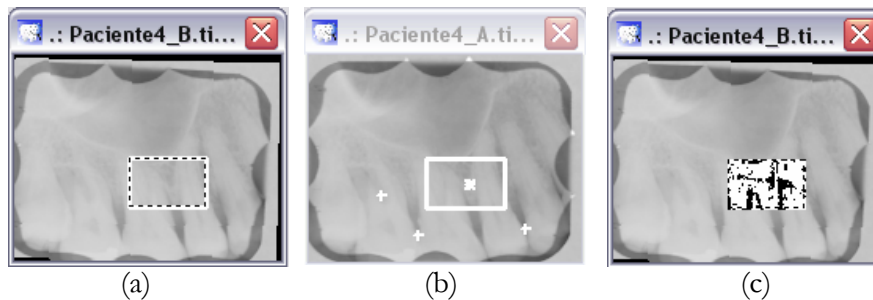 .: Paciente4_B.ti...
.: Paciente4_A.ti...
.: Paciente4_B.ti...
(a)
(b)
(c)